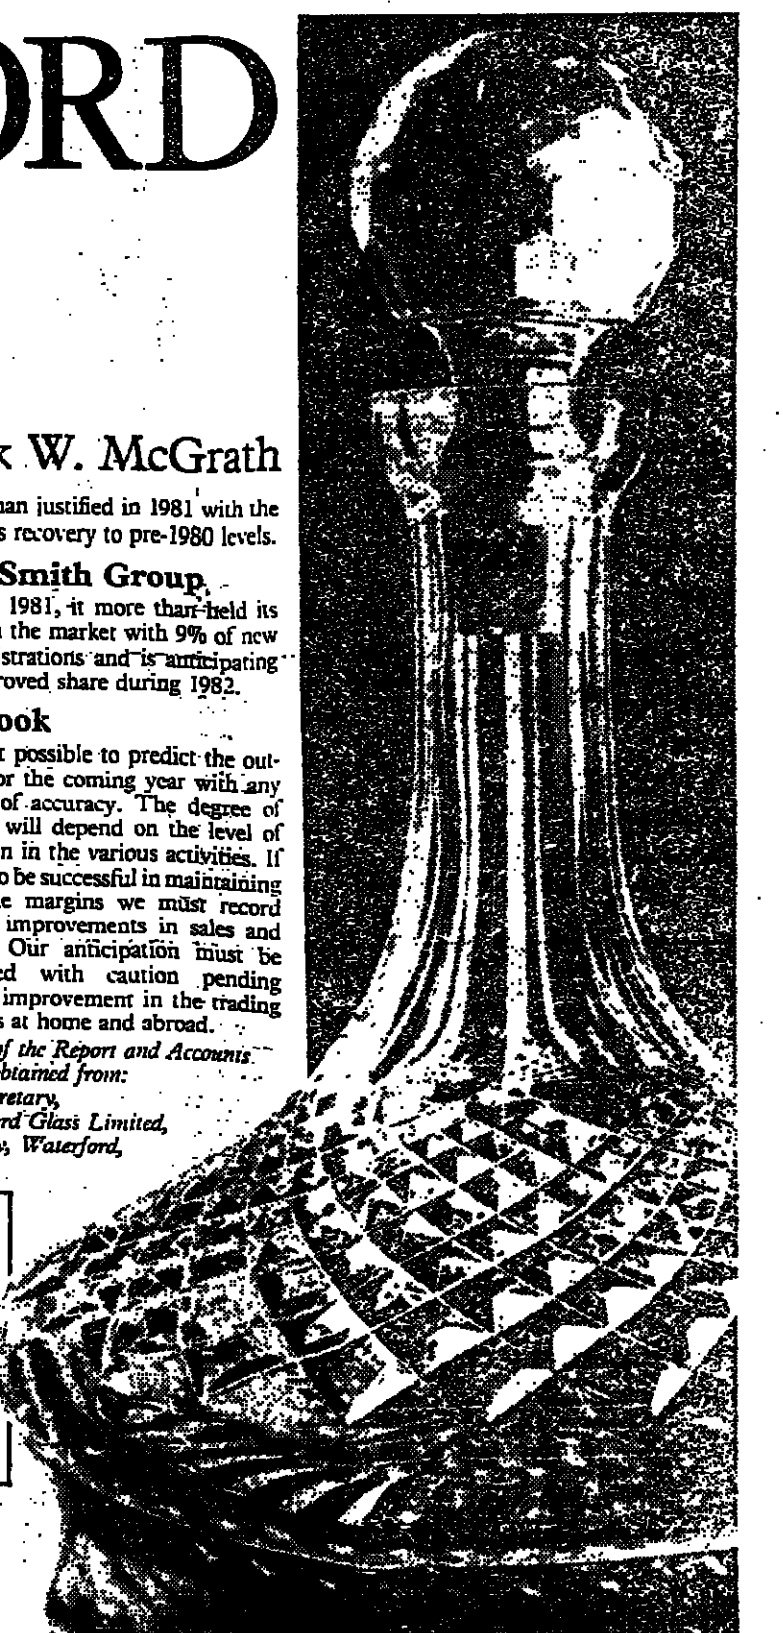 ORD
W. McGrath
an justified in 1981 with the
s recovery to pre-1980 levels.
Smith Group.
1981, it more than held its
the market with 9% of new
strations and is anticipating
roved share during 1982.
ook
t possible to predict the out-
or the coming year with any
of accuracy. The degree of
will depend on the level of
n in the various activities. If
o be successful in maintaining
e margins we must record
improvements in sales and
Our anticipation must be
ed with caution pending
improvement in the trading
s at home and abroad.
of the Report and Accounts
btained from:
retary,
rd Glass Limited,
, Waterford,